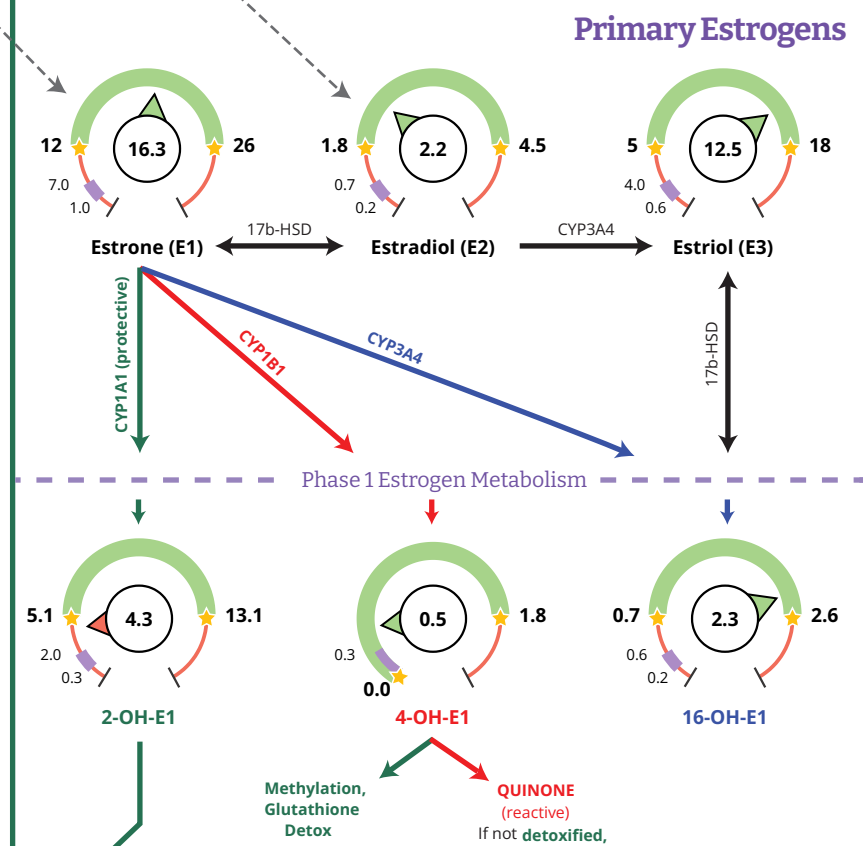 Primary Estrogens
12
16.3
26
7.0
1.0
Estrone (E1)
1.8
2.2
4.5
0.7
0.2
Estradiol (E2)
5
12.5
18
4.0
0.6
Estriol (E3)
17b-HSD
CYP3A4
CYP1A1 (protective)
CYP1B1
CYP3A4
17b-HSD
Phase 1 Estrogen Metabolism
5.1
4.3
13.1
2.0
0.3
2-OH-E1
0.5
1.8
0.3
0.0
4-OH-E1
0.7
2.3
2.6
0.6
0.2
16-OH-E1
Methylation,
Glutathione
Detox
QUINONE
(reactive)
If not detoxified,